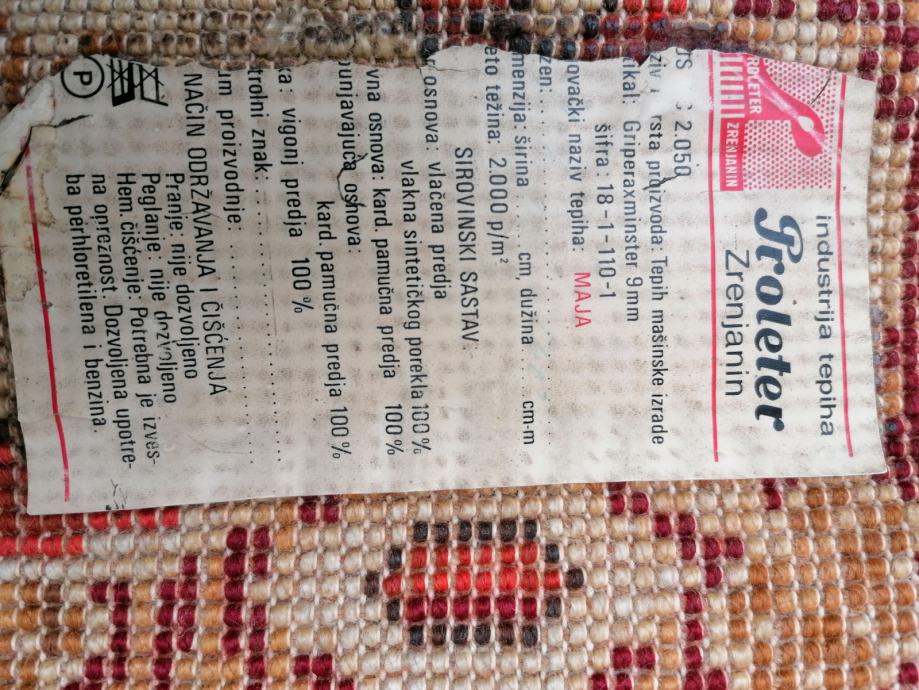 industrija tepiha
Proleter
Zrenjanin
ROLETER
ZRENJANIN
2.050
rsta proizvoda: Tepih mašinske izrade
Griperaxminster 9mm
šifra 18-1-110-1
ovački naziv tepiha: MAJA
zen:
menzija: širina cm, dužina cm-m
eto težina: 2.000 p/m²
SIROVINSKI SASTAV:
osnova: vlačena predja
vlakna sintetičkog porekla 100%
vna osnova: kard. pamučna predja 100%
punjavajuća osnova:
kard. pamučna predja 100%
ka: vigonj predja 100%
trolni znak:
um proizvodnje:
NAČIN ODRŽAVANJA I ČIŠĆENJA
Pranje: nije dozvoljeno
Peglanje: nije dozvoljeno
Hem. čišćenje: Potrebna je izves-
na opreznost. Dozvoljena upotre-
ba perhloretilena i benzina.
P